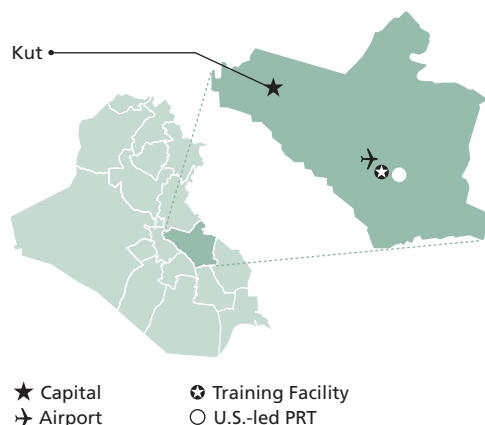 Kut
Capital
Training Facility
Airport
U.S.-led PRT